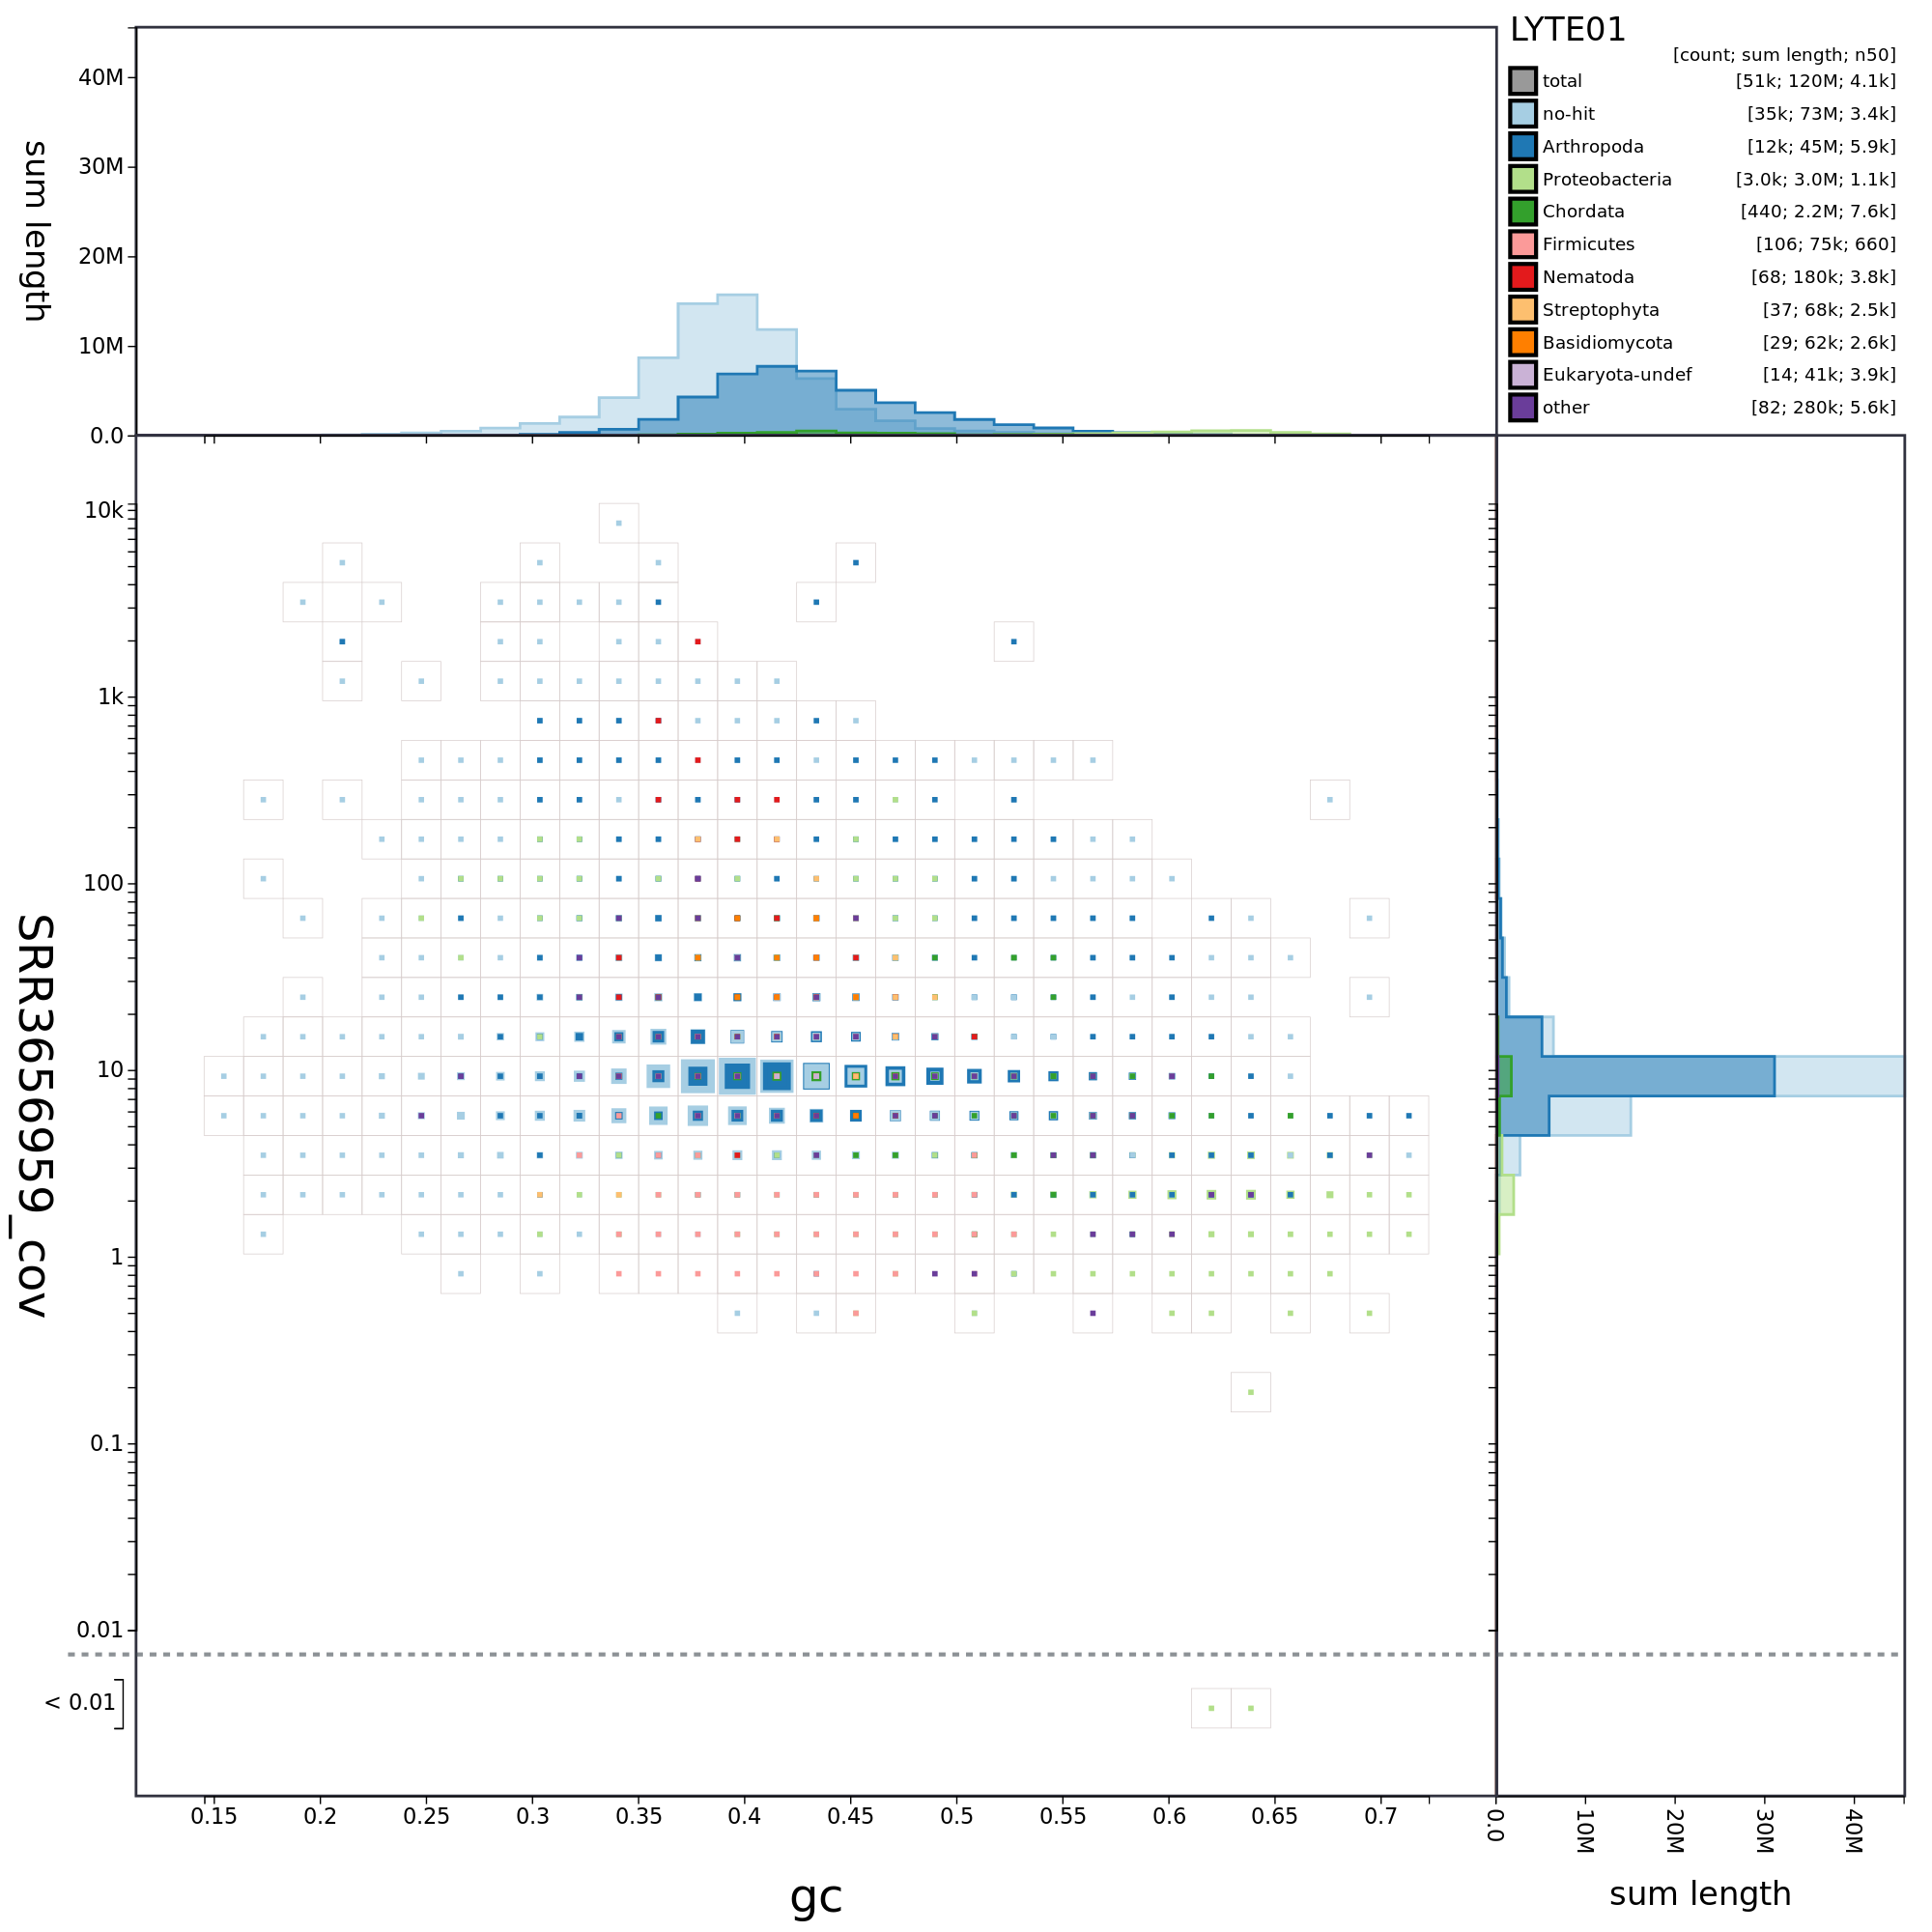 LYTE01
[count; sum length; n50]
total [51k; 120M; 4.1k]
no-hit [35k; 73M; 3.4k]
Arthropoda [12k; 45M; 5.9k]
Proteobacteria [3.0k; 3.0M; 1.1k]
Chordata [440; 2.2M; 7.6k]
Firmicutes [106; 75k; 660]
Nematoda [68; 180k; 3.8k]
Streptophyta [37; 68k; 2.5k]
Basidiomycota [29; 62k; 2.6k]
Eukaryota-undef [14; 41k; 3.9k]
other [82; 280k; 5.6k]
sum length
40M
30M
20M
10M
0.0
SRR3656959_cov
10k
1k
100
10
1
0.1
0.01
< 0.01
0.15 0.2 0.25 0.3 0.35 0.4 0.45 0.5 0.55 0.6 0.65 0.7
gc
0.0 10M 20M 30M 40M
sum length